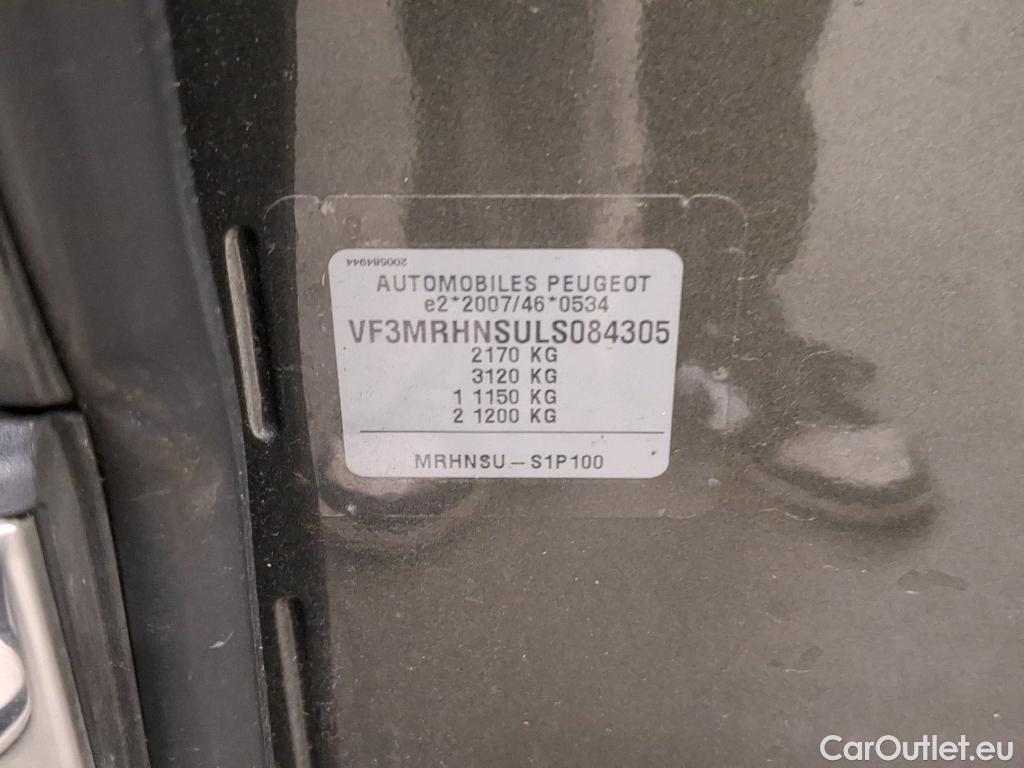 200584944
AUTOMOBILES PEUGEOT
e2*2007/46*0534
VF3MRHNSULS084305
2170 KG
3120 KG
1 1150 KG
2 1200 KG
MRHNSU - S1P100
CarOutlet.eu